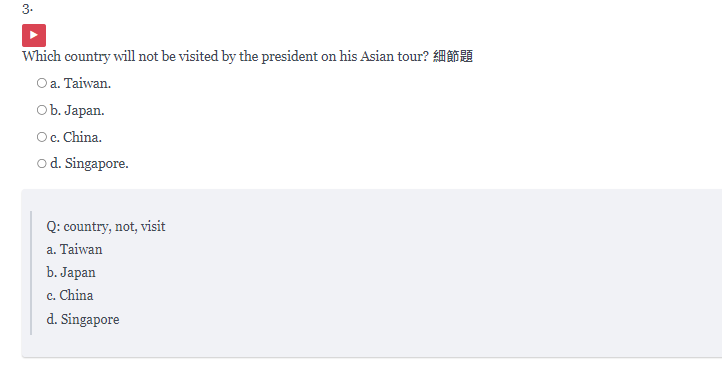 3.
Which country will not be visited by the president on his Asian tour? 細節題
a. Taiwan.
b. Japan.
c. China.
d. Singapore.
Q: country, not, visit
a. Taiwan
b. Japan
c. China
d. Singapore